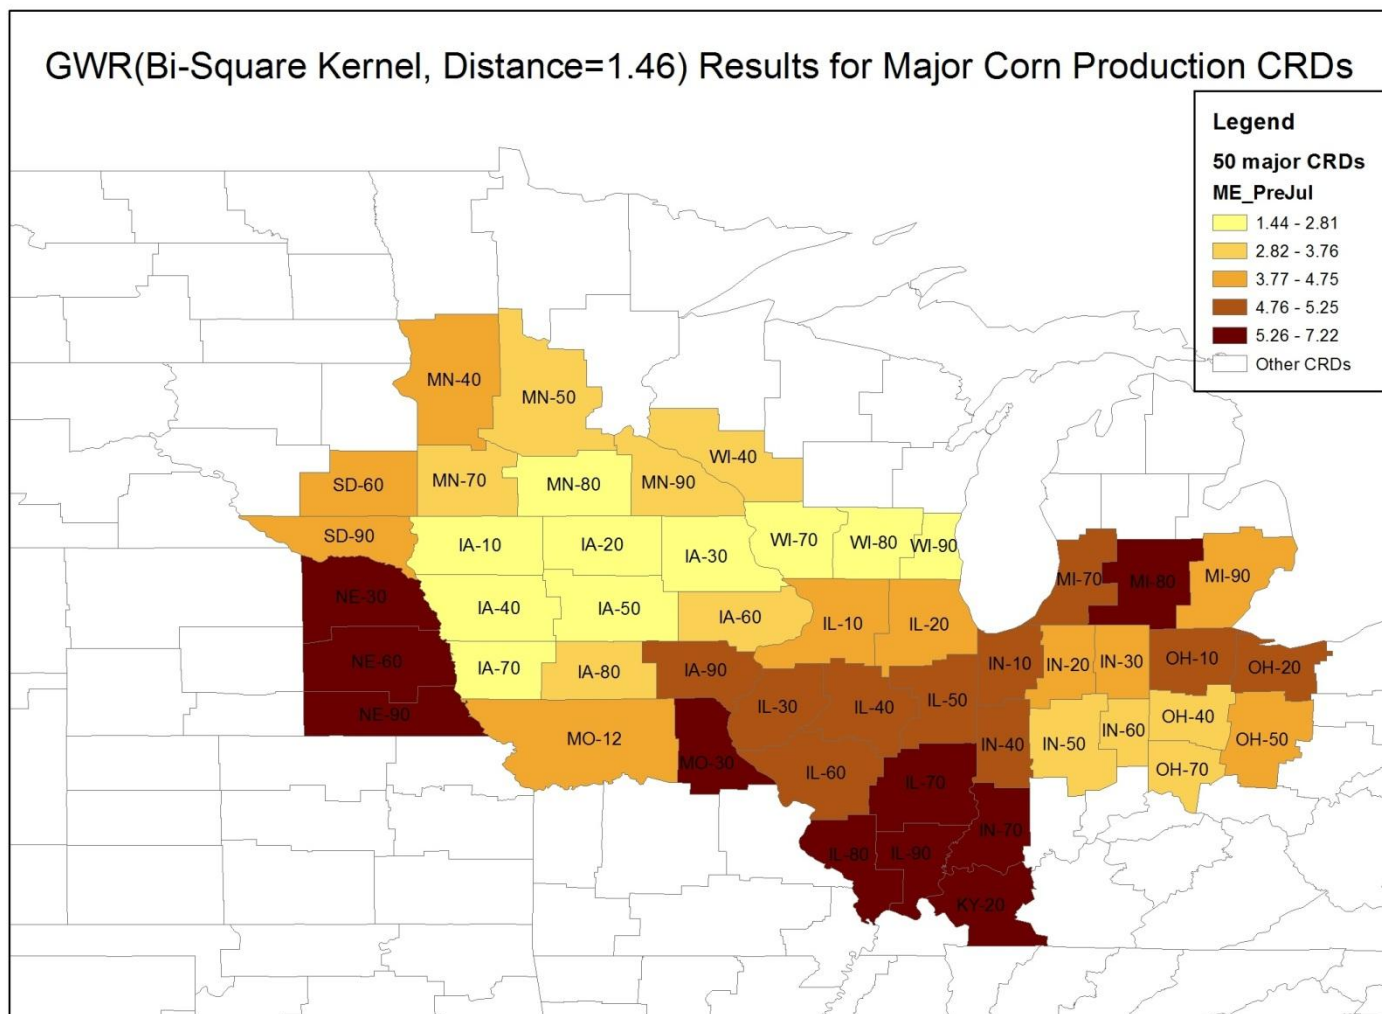 GWR(Bi-Square Kernel, Distance=1.46) Results for Major Corn Production CRDs
Legend
50 major CRDs
ME_PreJul
1.44 - 2.81
2.82 - 3.76
3.77 - 4.75
4.76 - 5.25
5.26 - 7.22
Other CRDs
MN-40
MN-50
WI-40
SD-60
MN-70
MN-80
MN-90
SD-90
IA-10
IA-20
IA-30
WI-70
WI-80
WI-90
MI-70
MI-80
MI-90
NE-30
IA-40
IA-50
IA-60
IL-10
IL-20
NE-60
IA-70
IA-80
IA-90
IN-10
IN-20
IN-30
OH-10
OH-20
NE-90
IL-30
IL-40
IL-50
MO-12
MO-30
IL-60
IN-40
IN-50
IN-60
OH-40
OH-50
OH-70
IL-70
IN-70
IL-80
IL-90
KY-20